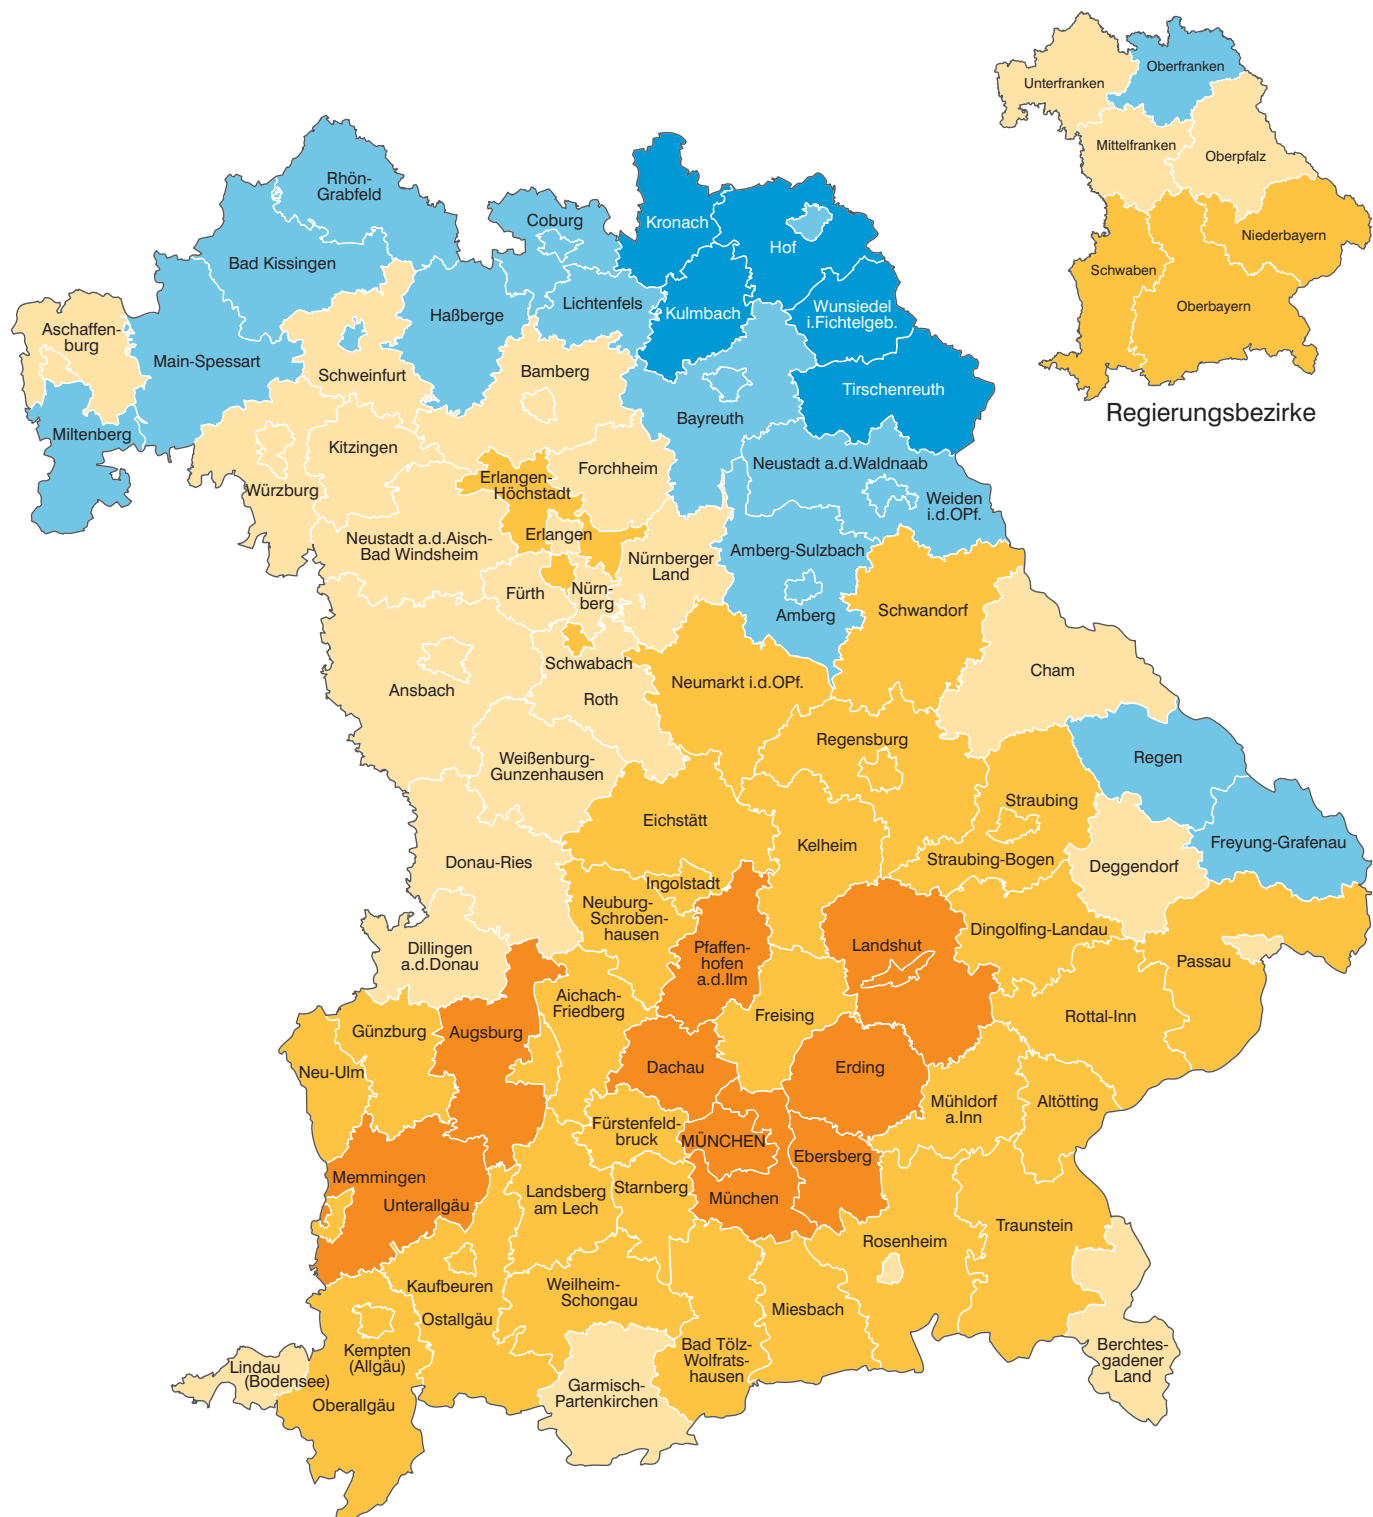 Oberfranken
Unterfranken
Mittelfranken
Oberpfalz
Niederbayern
Schwaben
Oberbayern
Regierungsbezirke
Rhön-
Grabfeld
Coburg
Kronach
Hof
Bad Kissingen
Lichtenfels
Kulmbach
Wunsiedel
i.Fichtelgeb.
Haßberge
Aschaffen-
burg
Main-Spessart
Schweinfurt
Bamberg
Tirschenreuth
Bayreuth
Miltenberg
Kitzingen
Würzburg
Forchheim
Erlangen-
Höchstadt
Neustadt a.d.Waldnaab
Weiden
i.d.OPf.
Neustadt a.d.Aisch-
Bad Windsheim
Erlangen
Nürnberger
Land
Amberg-Sulzbach
Fürth
Nürn-
berg
Amberg
Schwandorf
Schwabach
Ansbach
Roth
Neumarkt i.d.OPf.
Cham
Weißenburg-
Gunzenhausen
Regensburg
Regen
Straubing
Eichstätt
Kelheim
Freyung-Grafenau
Donau-Ries
Straubing-Bogen
Deggendorf
Ingolstadt
Neuburg-
Schroben-
hausen
Dingolfing-Landau
Dillingen
a.d.Donau
Pfaffen-
hofen
a.d.Ilm
Landshut
Passau
Aichach-
Friedberg
Freising
Rottal-Inn
Günzburg
Augsburg
Neu-Ulm
Dachau
Erding
Mühldorf
a.Inn
Altötting
Fürstenfeld-
bruck
MÜNCHEN
Ebersberg
Memmingen
Unterallgäu
Landsberg
am Lech
Starnberg
München
Traunstein
Rosenheim
Kaufbeuren
Weilheim-
Schongau
Ostallgäu
Miesbach
Kempten
(Allgäu)
Bad Tölz-
Wolfrats-
hausen
Berchtes-
gadener
Land
Lindau
(Bodensee)
Garmisch-
Partenkirchen
Oberallgäu